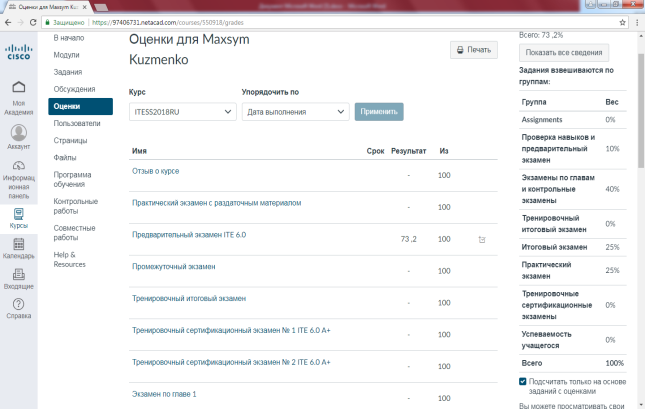 Оценки для Maxsym Ku
Защищено
https://97406731.netacad.com/courses/550918/grades
CISCO
Моя
Академия
Аккаунт
Информац
ионная
панель
Курсы
Календарь
Входящие
Справка
В начало
Модули
Задания
Обсуждения
Оценки
Пользователи
Страницы
Файлы
Программа
обучения
Контрольные
работы
Совместные
работы
Help &
Resources
Оценки для Maxsym
Kuzmenko
Печать
Курс
Упорядочить по
ITESS2018RU
Дата выполнения
Применить
Имя Срок Результат Из
Отзыв о курсе - 100
Практический экзамен с раздаточным материалом - 100
Предварительный экзамен ITE 6.0 73 ,2 100
Промежуточный экзамен - 100
Тренировочный итоговый экзамен - 100
Тренировочный сертификационный экзамен № 1 ITE 6.0 A+ - 100
Тренировочный сертификационный экзамен № 2 ITE 6.0 A+ - 100
Экзамен по главе 1 - 100
Всего: 73 ,2%
Показать все сведения
Задания взвешиваются по
группам:
Группа Вес
Assignments 0%
Проверка навыков и
предварительный 10%
экзамен
Экзамены по главам
и контрольные 40%
экзамены
Тренировочный 0%
итоговый экзамен
Итоговый экзамен 25%
Практический 25%
экзамен
Тренировочные
сертификационные 0%
экзамены
Успеваемость 0%
учащегося
Всего 100%
Подсчитать только на основе
заданий с оценками
Вы можете просматривать свои